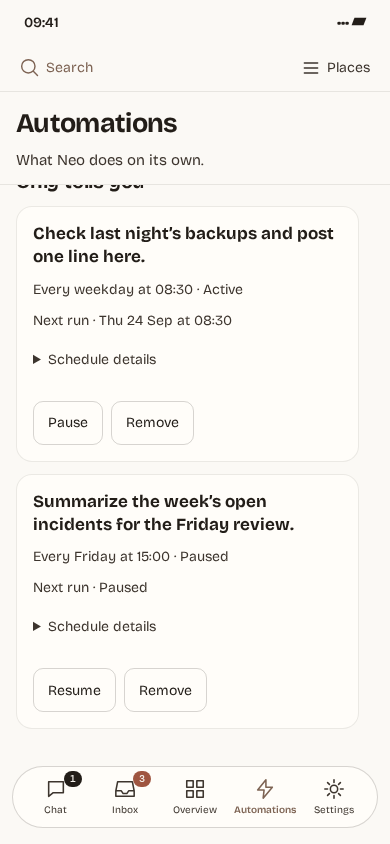 09:41
Search
Places
Automations
What Neo does on its own.
Only tells you
Check last night's backups and post
one line here.
Every weekday at 08:30 · Active
Next run · Thu 24 Sep at 08:30
Schedule details
Pause
Remove
Summarize the week's open
incidents for the Friday review.
Every Friday at 15:00 · Paused
Next run · Paused
Schedule details
Resume
Remove
1
3
Chat
Inbox
Overview
Automations
Settings